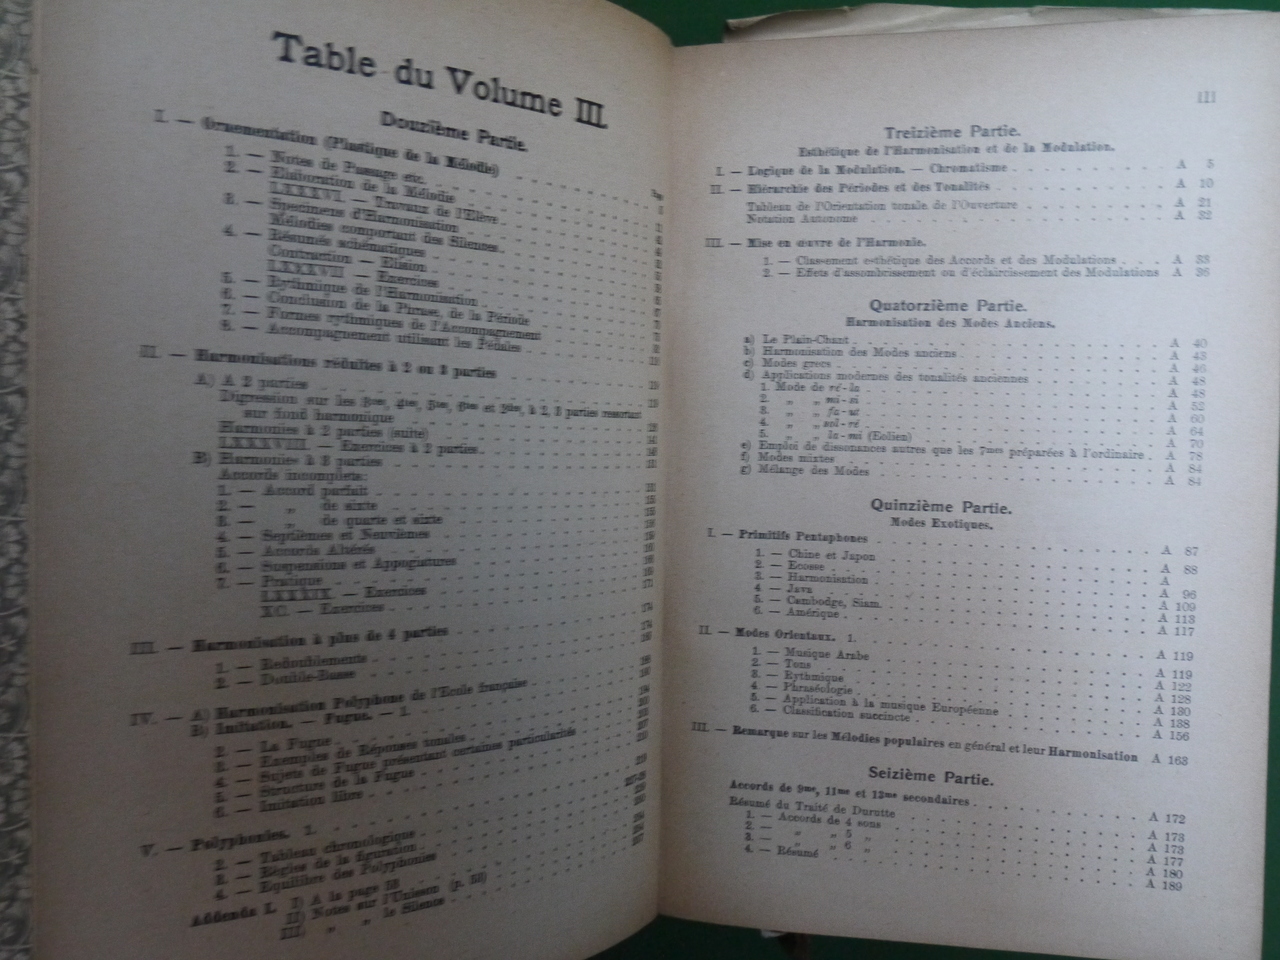 Table du Volume III.
Douzième Partie.
I. — Ornementation (Plastique de la Mélodie)
1. — Notes de Passage etc.
2. — Elaboration de la Mélodie
LXXXVI. — Travaux de l'Elève
3. — Specimens d'Harmonisation
Mélodies comportant des Silences
4. — Résumés schématiques
Contraction — Elision
LXXXVII — Exercices
5. — Rythmique de l'Harmonisation
6. — Conclusion de la Phrase, de la Période
7. — Formes rythmiques de l'Accompagnement
8. — Accompagnement utilisant les Pédales
II. — Harmonisations réduites à 2 ou 3 parties
A) A 2 parties
Digression sur les et à 2, 3 parties ressortant
sur fond harmonique
Harmonies à 2 parties (suite)
LXXXVIII. — Exercices à 2 parties
B) Harmonies à 3 parties
Accords incomplets:
1. — Accord parfait
2. — „ de sixte
3. — „ de quarte et sixte
4. — Septièmes et Neuvièmes
5. — Accords Altérés
6. — Suspensions et Appogiatures
7. — Pratique
LXXXIX. — Exercices
XC. — Exercices
III. — Harmonisation à plus de 4 parties
1. — Redoublements
2. — Double-Basse
IV. — A) Harmonisation Polyphone de l'Ecole française
B) Imitation. — Fugue. — 1.
2. — La Fugue
3. — Exemples de Réponses tonales
4. — Sujets de Fugue présentant certaines particularités
5. — Structure de la Fugue
6. — Imitation libre
V. — Polyphonies. 1.
2. — Tableau chronologique
3. — Règles de la figuration
4. — Equilibre des Polyphonies
Addenda I. I) A la page
II) Notes sur l'Unisson
III) „ „ le Silence
III
Treizième Partie.
Esthétique de l'Harmonisation et de la Modulation.
I. — Logique de la Modulation. — Chromatisme A 5
II. — Hiérarchie des Périodes et des Tonalités A 10
Tableau de l'Orientation tonale de l'Ouverture A 21
Notation Autonome A 32
III. — Mise en œuvre de l'Harmonie.
1. — Classement esthétique des Accords et des Modulations A 33
2. — Effets d'assombrissement ou d'éclaircissement des Modulations A 36
Quatorzième Partie.
Harmonisation des Modes Anciens.
a) Le Plain-Chant A 40
b) Harmonisation des Modes anciens A 43
c) Modes grecs A 46
d) Applications modernes des tonalités anciennes A 48
1. Mode de ré-la A 48
2. „ „ mi-si A 52
3. „ „ fa-ut A 60
4. „ „ sol-ré A 64
5. „ „ la-mi (Eolien) A 70
e) Emploi de dissonances autres que les 7mes préparées à l'ordinaire A 78
f) Modes mixtes A 84
g) Mélange des Modes A 84
Quinzième Partie.
Modes Exotiques.
I. — Primitifs Pentaphones A 87
1. — Chine et Japon A 88
2. — Ecosse A
3. — Harmonisation A 96
4. — Java A 109
5. — Cambodge, Siam A 113
6. — Amérique A 117
II. — Modes Orientaux. 1. A 119
1. — Musique Arabe A 119
2. — Tons A 122
3. — Rythmique A 128
4. — Phraséologie A 130
5. — Application à la musique Européenne A 138
6. — Classification succincte A 156
III. — Remarque sur les Mélodies populaires en général et leur Harmonisation A 163
Seizième Partie.
Accords de 9me, 11me et 13me secondaires A 172
Résumé du Traité de Durutte A 173
1. — Accords de 4 sons A 173
2. — „ „ 5 „ A 177
3. — „ „ 6 „ A 180
4. — Résumé A 189